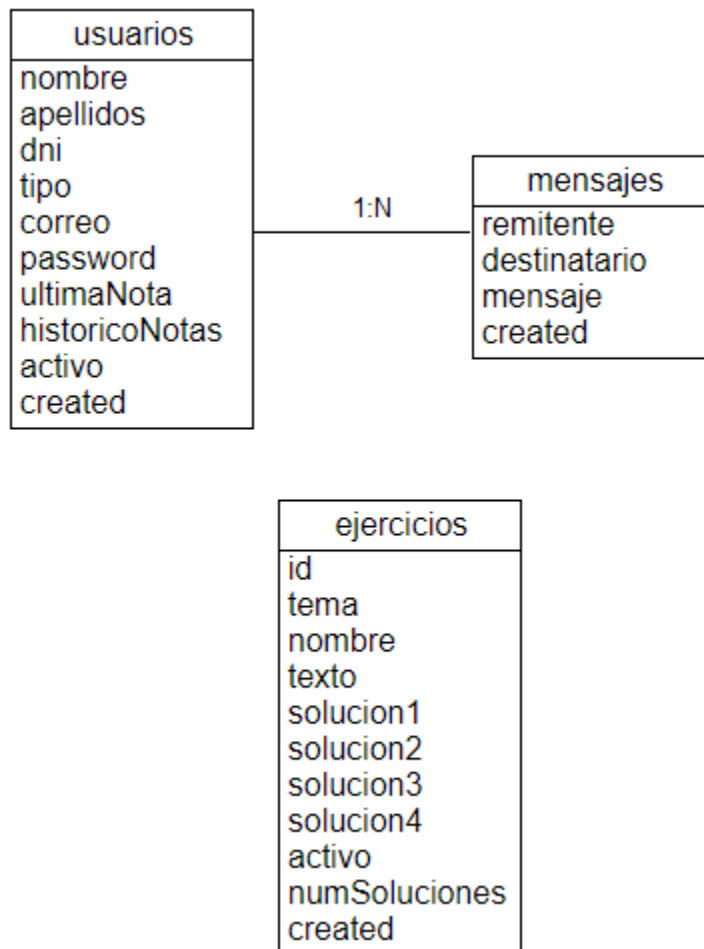 usuarios
nombre
apellidos
dni
tipo
correo
password
ultimaNota
historicoNotas
activo
created
1:N
mensajes
remitente
destinatario
mensaje
created
ejercicios
id
tema
nombre
texto
solucion1
solucion2
solucion3
solucion4
activo
numSoluciones
created